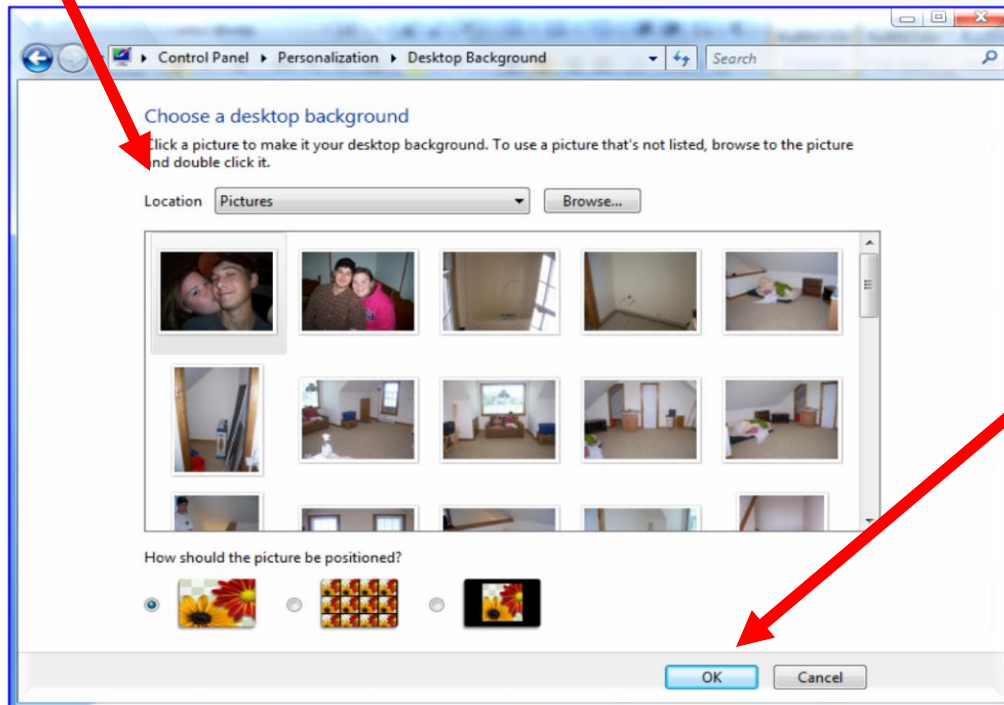 Control Panel ▸ Personalization ▸ Desktop Background
Search
Choose a desktop background
Click a picture to make it your desktop background. To use a picture that's not listed, browse to the picture
and double click it.
Location Pictures Browse...
How should the picture be positioned?
OK Cancel